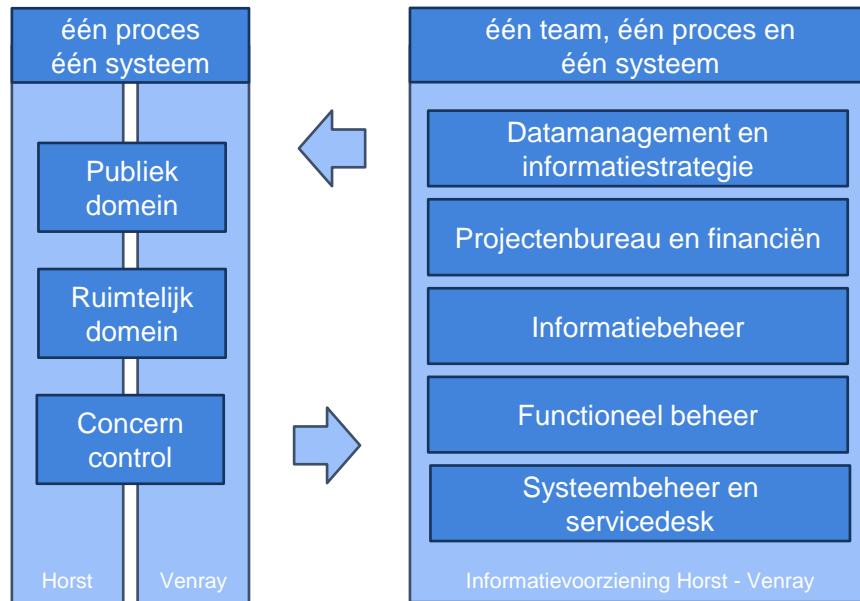 één proces
één systeem
Publiek
domein
Ruimtelijk
domein
Concern
control
Horst
Venray
één team, één proces en
één systeem
Datamanagement en
informatiestrategie
Projectenbureau en financiën
Informatiebeheer
Functioneel beheer
Systeembeheer en
servicedesk
Informatievoorziening Horst - Venray